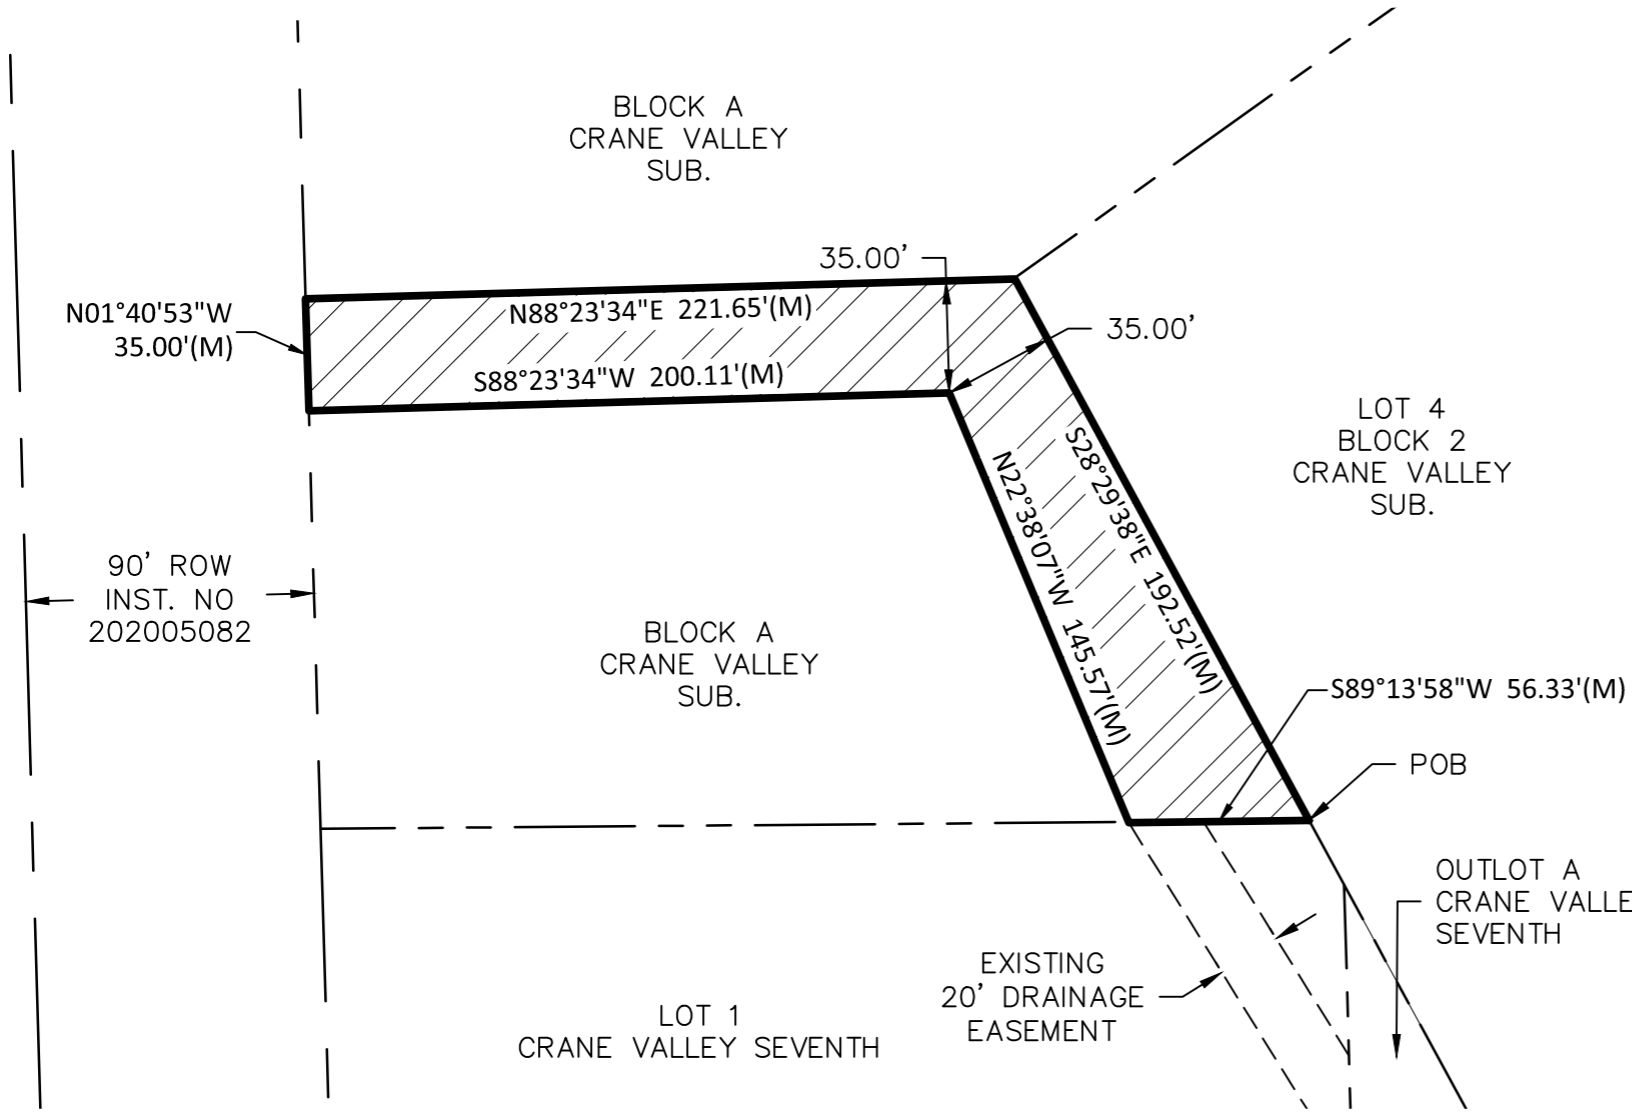 BLOCK A
CRANE VALLEY
SUB.
35.00'
N01°40'53"W
35.00'(M)
N88°23'34"E 221.65'(M)
35.00'
S88°23'34"W 200.11'(M)
LOT 4
BLOCK 2
CRANE VALLEY
SUB.
S28°29'38"E 192.52'(M)
N22°38'07"W 145.57'(M)
90' ROW
INST. NO
202005082
BLOCK A
CRANE VALLEY
SUB.
S89°13'58"W 56.33'(M)
POB
OUTLOT A
CRANE VALLE
SEVENTH
EXISTING
20' DRAINAGE
EASEMENT
LOT 1
CRANE VALLEY SEVENTH